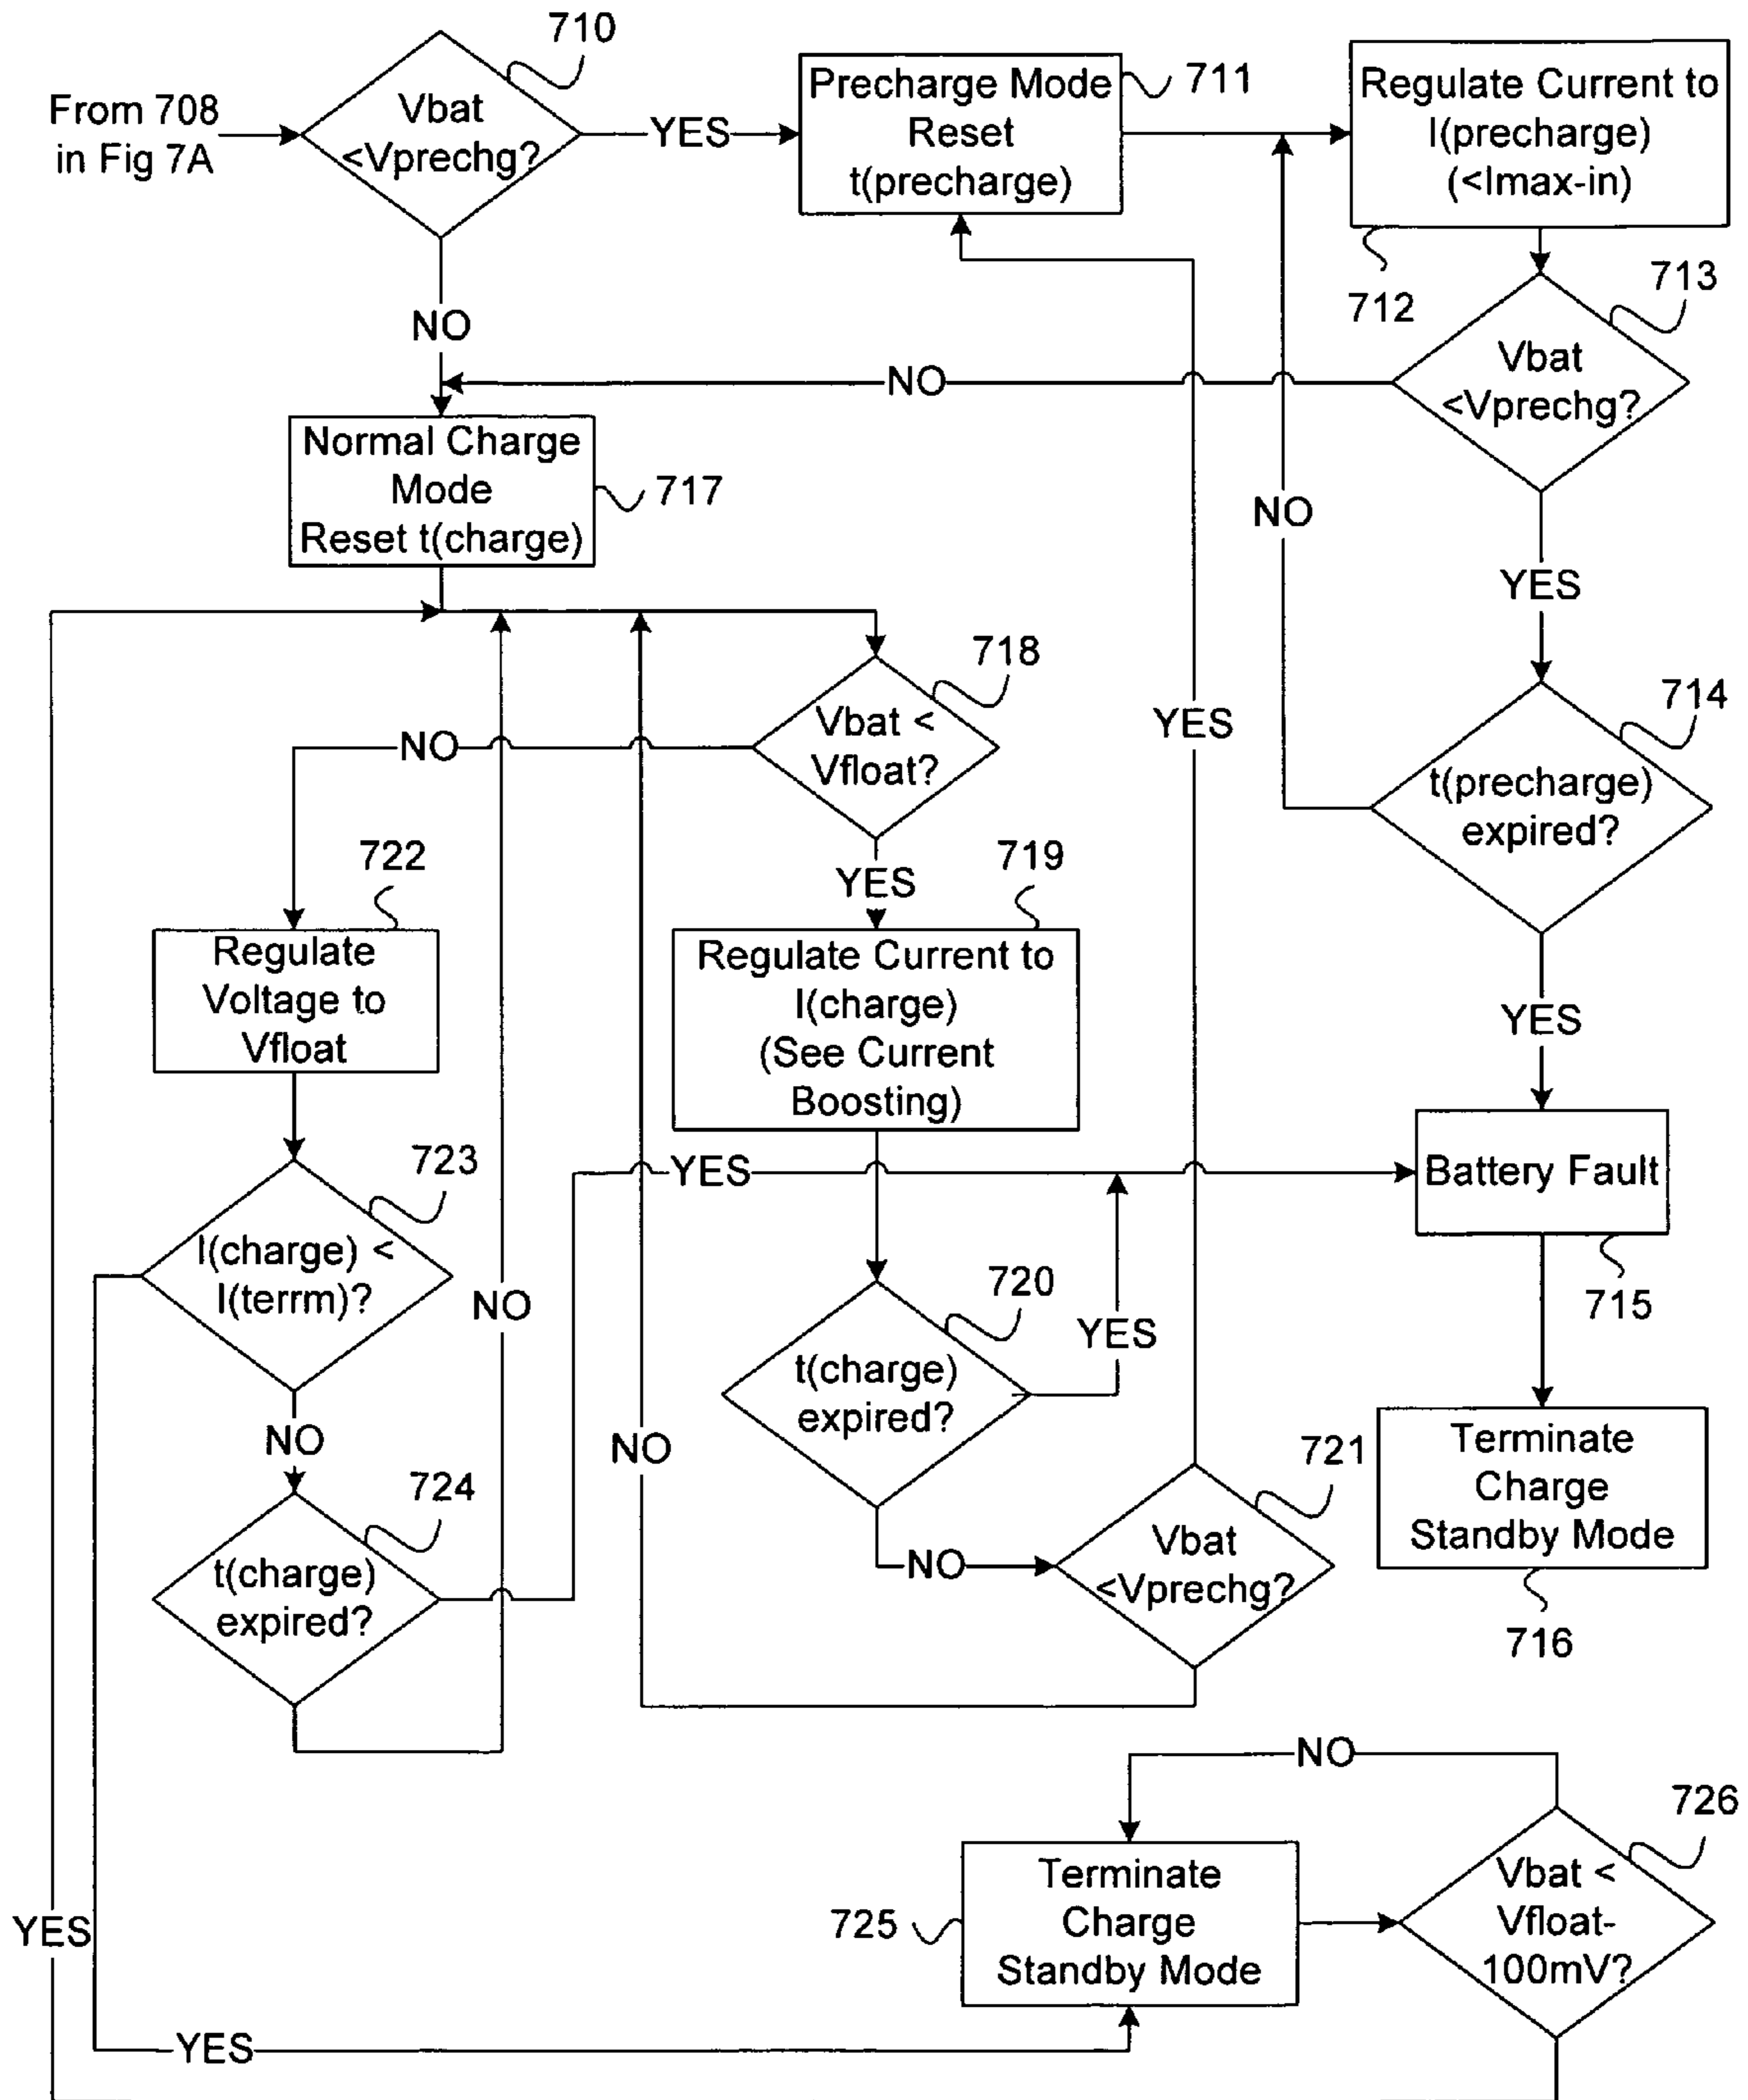 710
From 708
in Fig 7A
Vbat
<Vprechg?
YES
Precharge Mode
Reset
t(precharge)
711
Regulate Current to
I(precharge)
(<Imax-in)
712
713
Vbat
<Vprechg?
NO
NO
Normal Charge
Mode
Reset t(charge)
717
NO
YES
718
Vbat <
Vfloat?
NO
YES
714
t(precharge)
expired?
722
YES
719
Regulate
Voltage to
Vfloat
Regulate Current to
I(charge)
(See Current
Boosting)
YES
723
YES
Battery Fault
715
I(charge) <
I(terrm)?
NO
720
YES
t(charge)
expired?
NO
NO
721
Terminate
Charge
Standby Mode
716
724
t(charge)
expired?
NO
Vbat
<Vprechg?
NO
726
Terminate
Charge
Standby Mode
725
Vbat <
Vfloat-
100mV?
YES
YES